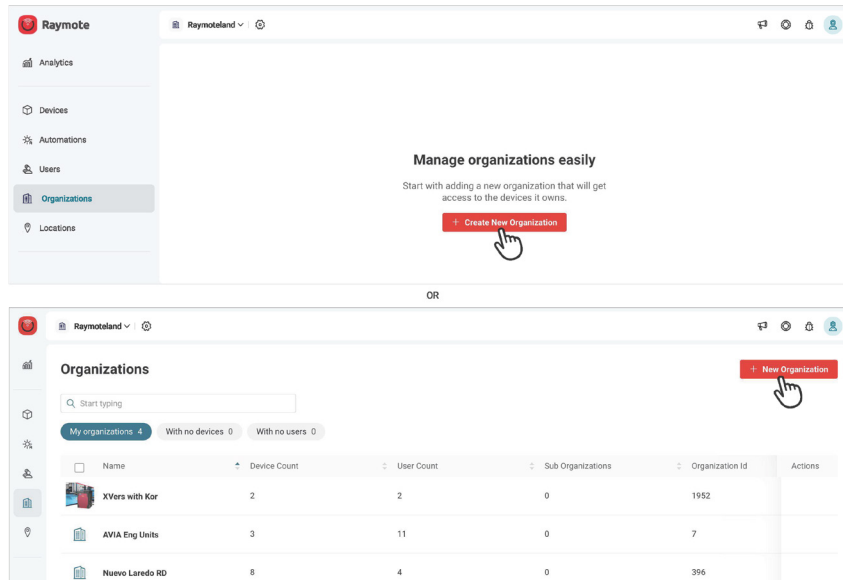 Raymote
Raymoteland
Analytics
Devices
Automations
Users
Organizations
Locations
Manage organizations easily
Start with adding a new organization that will get
access to the devices it owns.
+ Create New Organization
OR
Raymoteland
Organizations
+ New Organization
Start typing
My organizations 4 With no devices 0 With no users 0
Name Device Count User Count Sub Organizations Organization Id Actions
XVers with Kor 2 2 0 1952
AVIA Eng Units 3 11 0 7
Nuevo Laredo RD 8 4 0 396